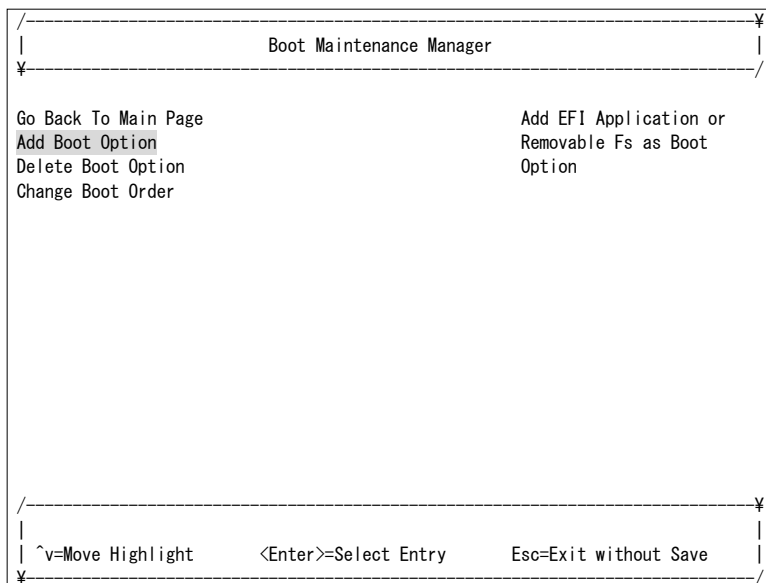 /------------------------------------------------------------------------------¥
| Boot Maintenance Manager |
¥------------------------------------------------------------------------------/
Go Back To Main Page Add EFI Application or
Add Boot Option Removable Fs as Boot
Delete Boot Option Option
Change Boot Order
/------------------------------------------------------------------------------¥
| |
| ^v=Move Highlight <Enter>=Select Entry Esc=Exit without Save |
¥------------------------------------------------------------------------------/